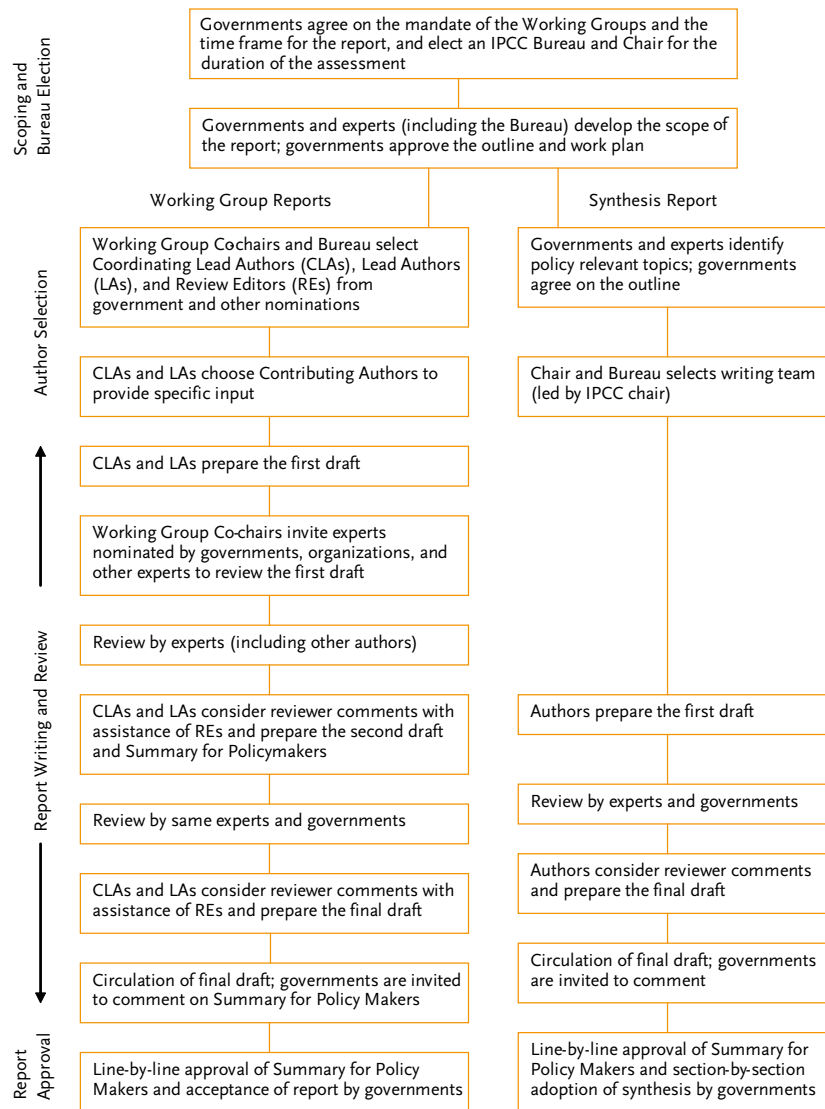 Scoping and
Bureau Election
Governments agree on the mandate of the Working Groups and the
time frame for the report, and elect an IPCC Bureau and Chair for the
duration of the assessment
Governments and experts (including the Bureau) develop the scope of
the report; governments approve the outline and work plan
Working Group Reports
Synthesis Report
Author Selection
Working Group Co-chairs and Bureau select
Coordinating Lead Authors (CLAs), Lead Authors
(LAs), and Review Editors (REs) from
government and other nominations
Governments and experts identify
policy relevant topics; governments
agree on the outline
CLAs and LAs choose Contributing Authors to
provide specific input
Chair and Bureau selects writing team
(led by IPCC chair)
Report Writing and Review
CLAs and LAs prepare the first draft
Working Group Co-chairs invite experts
nominated by governments, organizations, and
other experts to review the first draft
Review by experts (including other authors)
CLAs and LAs consider reviewer comments with
assistance of REs and prepare the second draft
and Summary for Policymakers
Authors prepare the first draft
Review by same experts and governments
Review by experts and governments
CLAs and LAs consider reviewer comments with
assistance of REs and prepare the final draft
Authors consider reviewer comments
and prepare the final draft
Circulation of final draft; governments are invited
to comment on Summary for Policy Makers
Circulation of final draft; governments
are invited to comment
Report
Approval
Line-by-line approval of Summary for Policy
Makers and acceptance of report by governments
Line-by-line approval of Summary for
Policy Makers and section-by-section
adoption of synthesis by governments